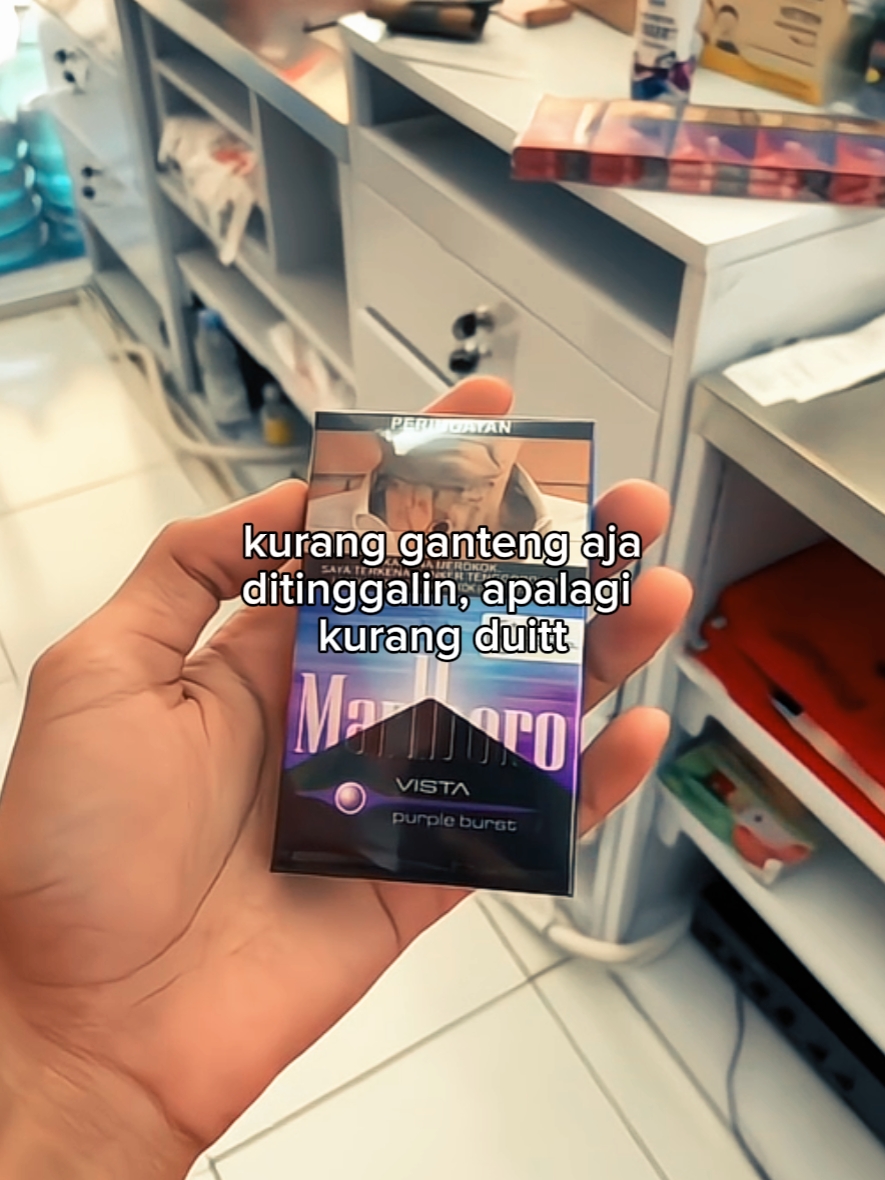 PERINGATAN
kurang ganteng aja
ditinggalin, apalagi
kurang duitt
Marlboro
VISTA
purple burst